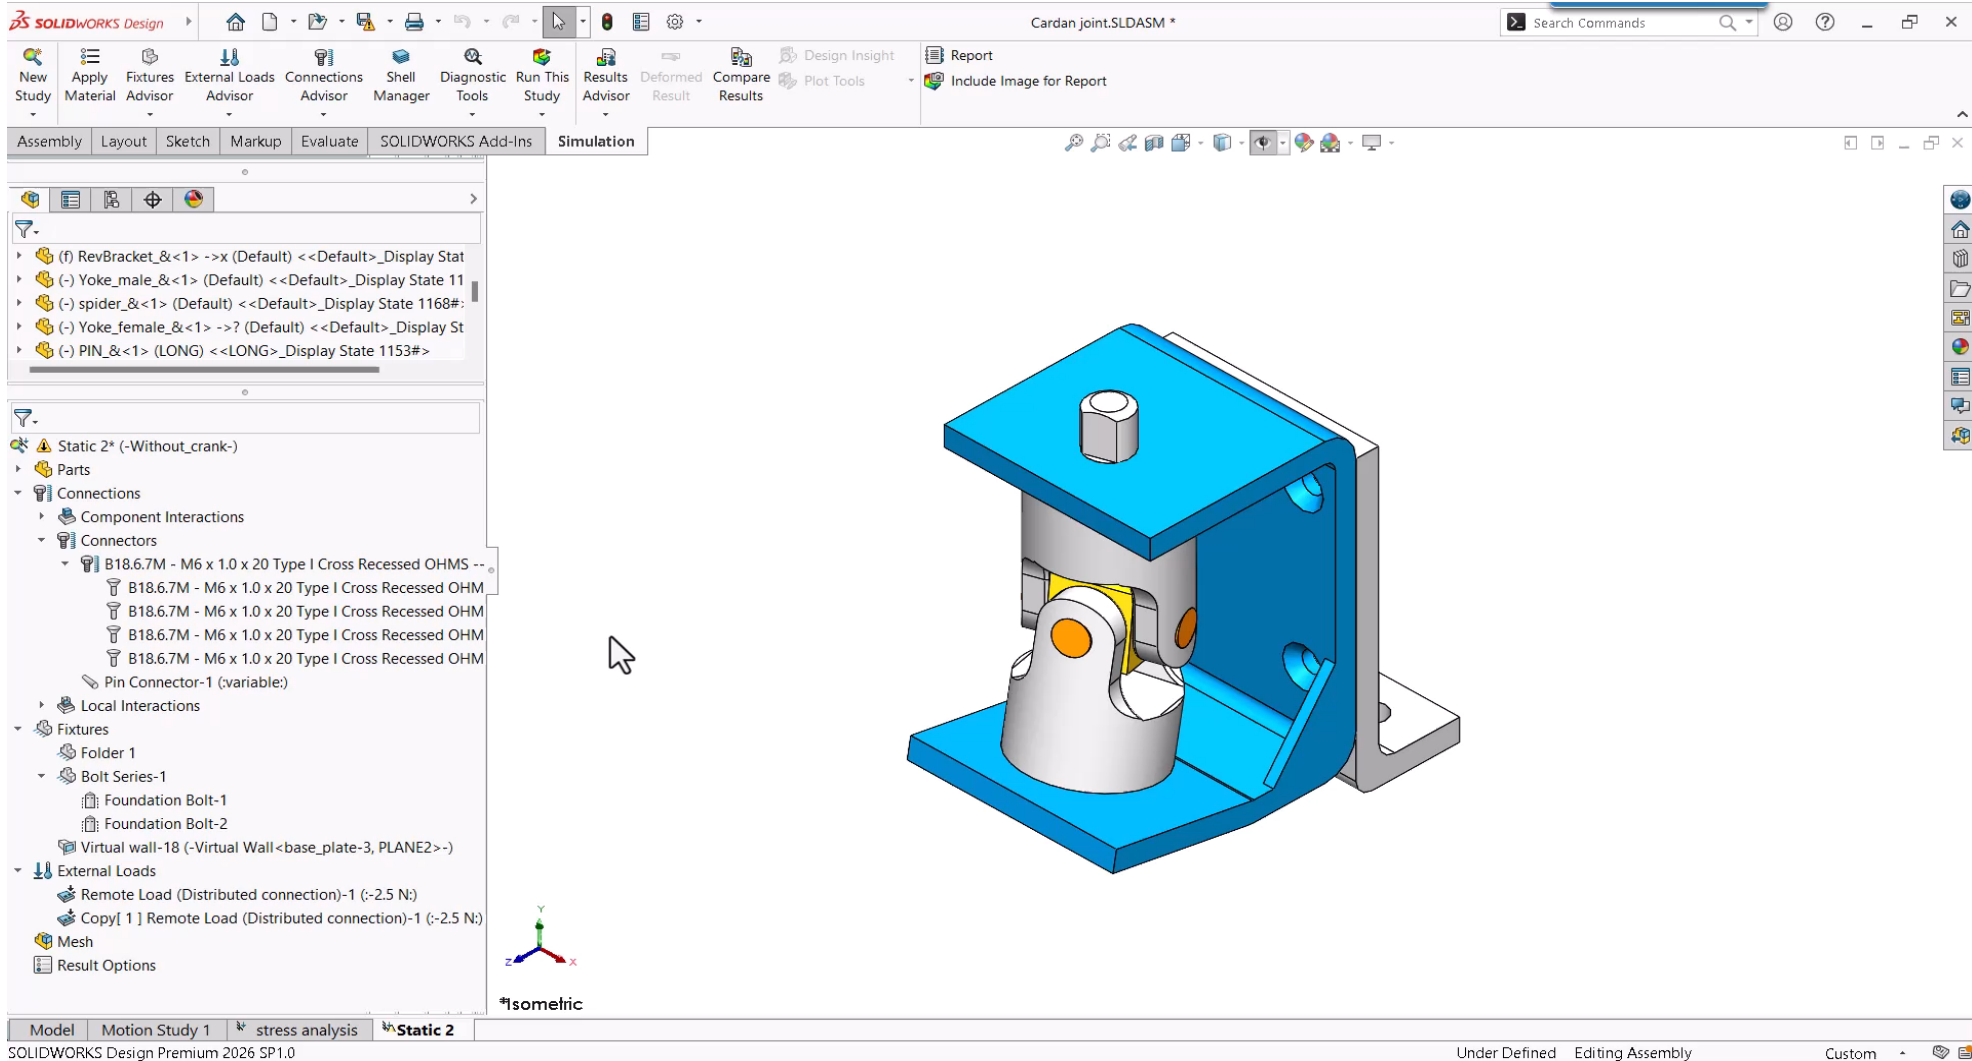 SOLIDWORKS Design
Cardan joint.SLDASM *
Search Commands
New Study
Apply Material
Fixtures Advisor
External Loads Advisor
Connections Advisor
Shell Manager
Diagnostic Tools
Run This Study
Results Advisor
Deformed Result
Compare Results
Design Insight
Plot Tools
Report
Include Image for Report
Assembly
Layout
Sketch
Markup
Evaluate
SOLIDWORKS Add-Ins
Simulation
(f) RevBracket_&<1> ->x (Default) <<Default>_Display Stat
(-) Yoke_male_&<1> (Default) <<Default>_Display State 11
(-) spider_&<1> (Default) <<Default>_Display State 1168#>
(-) Yoke_female_&<1> ->? (Default) <<Default>_Display St
(-) PIN_&<1> (LONG) <<LONG>_Display State 1153#>
Static 2* (-Without_crank-)
Parts
Connections
Component Interactions
Connectors
B18.6.7M - M6 x 1.0 x 20 Type I Cross Recessed OHMS --
B18.6.7M - M6 x 1.0 x 20 Type I Cross Recessed OHM
B18.6.7M - M6 x 1.0 x 20 Type I Cross Recessed OHM
B18.6.7M - M6 x 1.0 x 20 Type I Cross Recessed OHM
B18.6.7M - M6 x 1.0 x 20 Type I Cross Recessed OHM
Pin Connector-1 (:variable:)
Local Interactions
Fixtures
Folder 1
Bolt Series-1
Foundation Bolt-1
Foundation Bolt-2
Virtual wall-18 (-Virtual Wall<base_plate-3, PLANE2>-)
External Loads
Remote Load (Distributed connection)-1 (:-2.5 N:)
Copy[ 1 ] Remote Load (Distributed connection)-1 (:-2.5 N:)
Mesh
Result Options
Y
Z
X
*Isometric
Model
Motion Study 1
stress analysis
Static 2
SOLIDWORKS Design Premium 2026 SP1.0
Under Defined
Editing Assembly
Custom